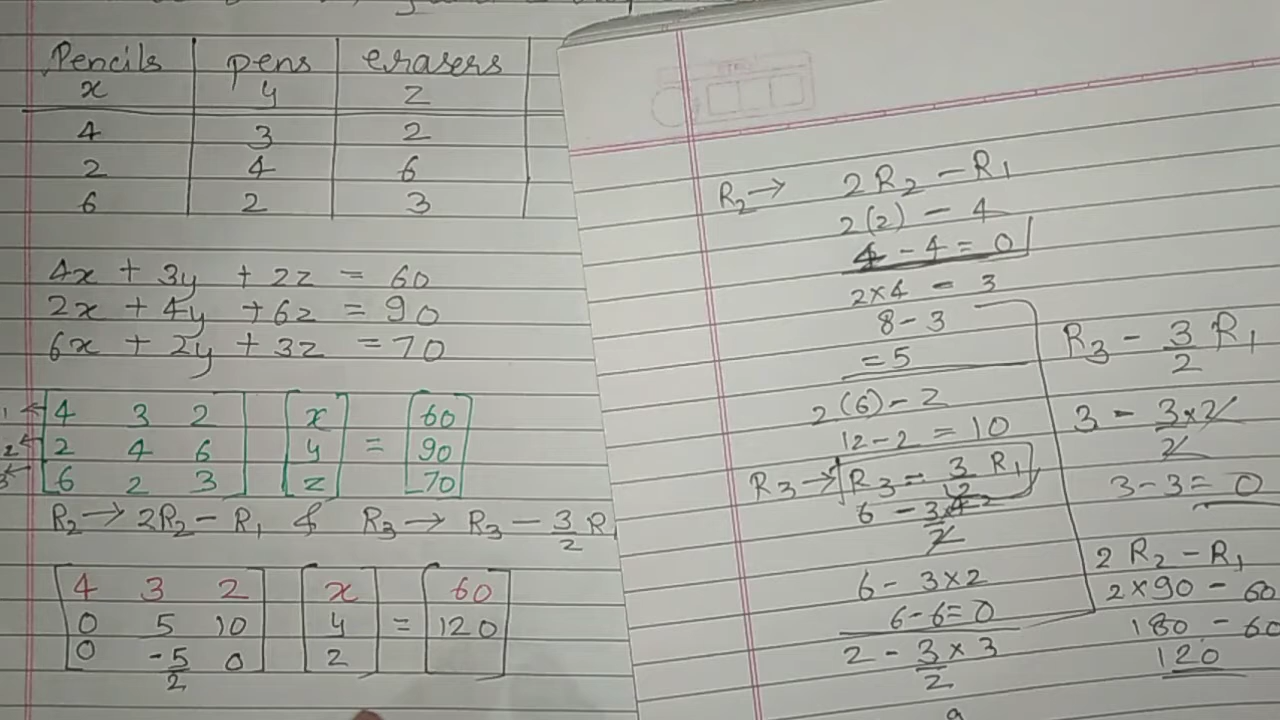 Pencils pens erasers
x y z
4 3 2
2 4 6
6 2 3
4x + 3y + 2z = 60
2x + 4y + 6z = 90
6x + 2y + 3z = 70
4 3 2 x 60
2 4 6 y = 90
6 2 3 z 70
R₂ → 2R₂ - R₁ & R₃ → R₃ - 3/2 R
4 3 2 x 60
0 5 10 y = 120
0 -5/2 0 z
R₂ → 2R₂ - R₁
2(2) - 4
4 - 4 = 0
2×4 - 3
8 - 3
= 5
2(6) - 2
12 - 2 = 10
R₃ → R₃ - 3/2 R₁
6 - 3×4/2 2
6 - 3×2
6 - 6 = 0
2 - 3/2 × 3
9
R₃ - 3/2 R₁
3 - 3×2/2
3 - 3 = 0
2R₂ - R₁
2×90 - 60
180 - 60
120